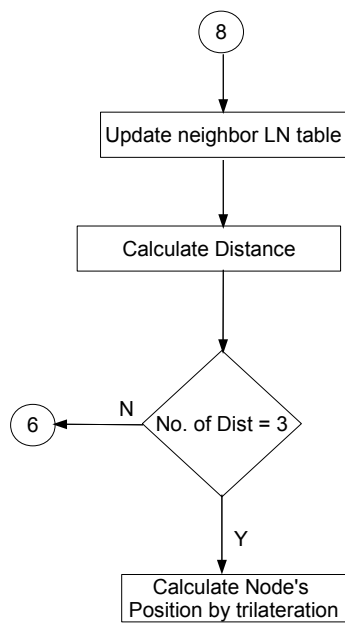 8
Update neighbor LN table
Calculate Distance
N
6
No. of Dist = 3
Y
Calculate Node's
Position by trilateration